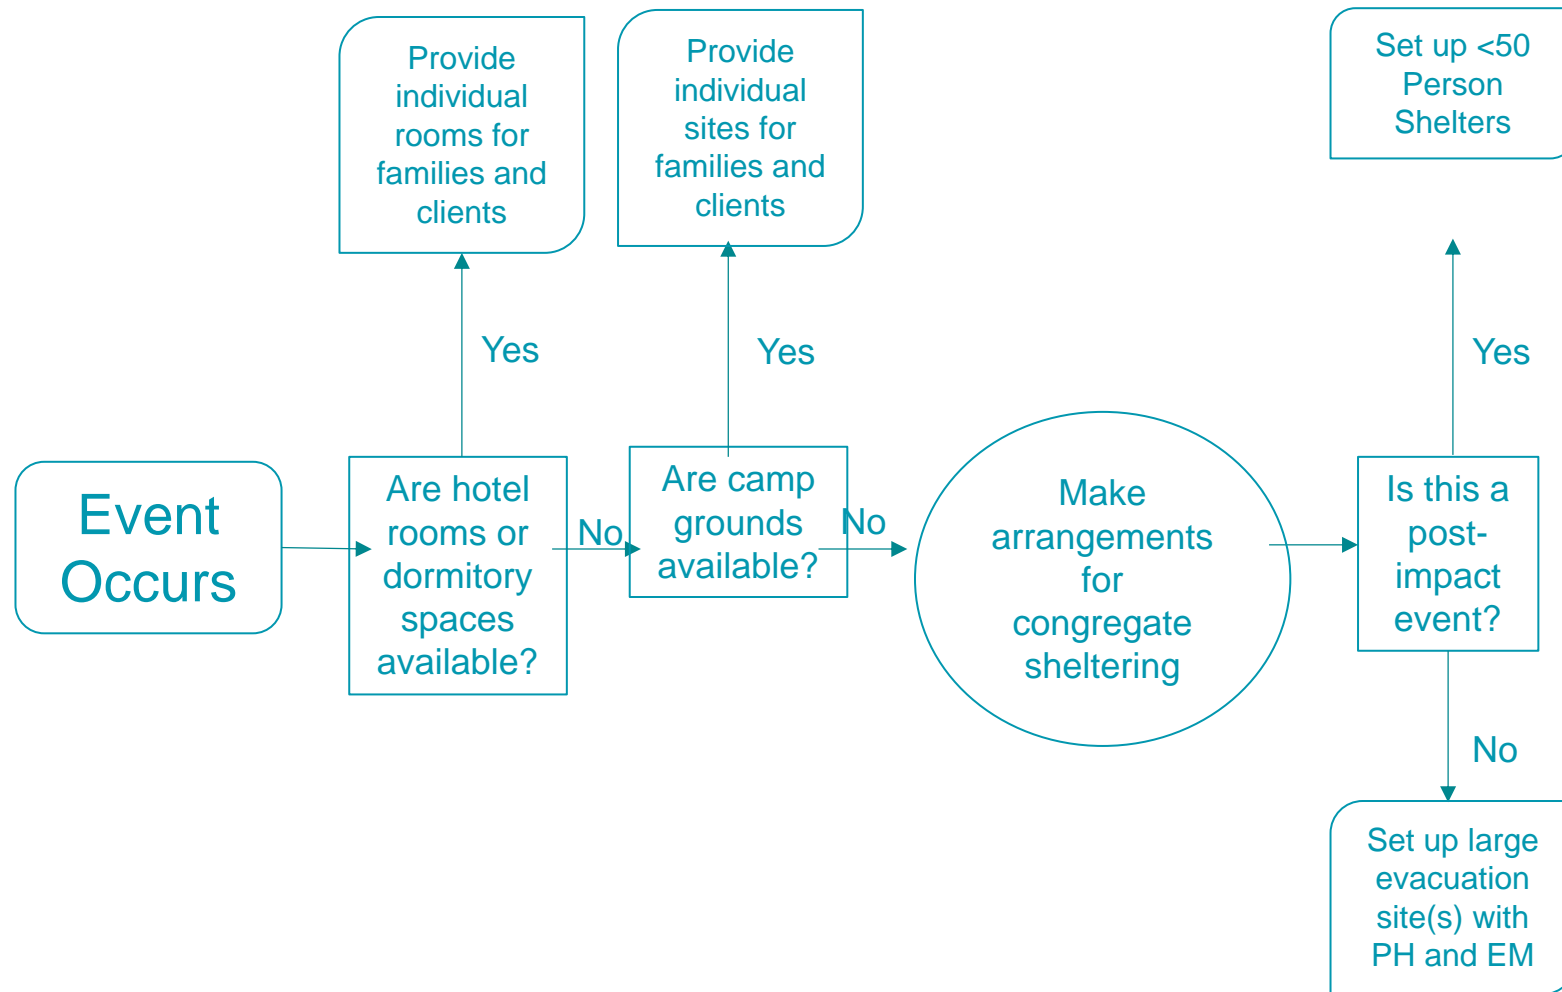 Event
Occurs
Are hotel
rooms or
dormitory
spaces
available?
Yes
Provide
individual
rooms for
families and
clients
No
Are camp
grounds
available?
Yes
Provide
individual
sites for
families and
clients
No
Make
arrangements
for
congregate
sheltering
Is this a
post-
impact
event?
Yes
Set up <50
Person
Shelters
No
Set up large
evacuation
site(s) with
PH and EM